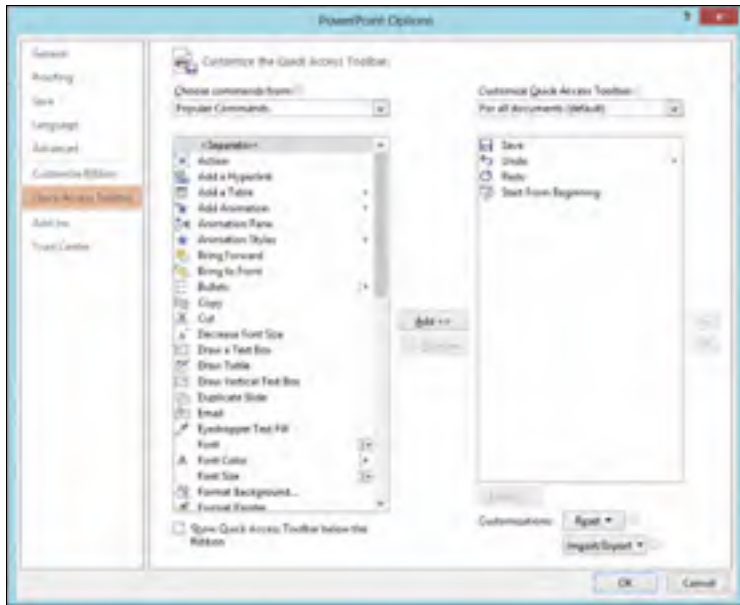 PowerPoint Options
?
General
Proofing
Save
Language
Advanced
Customize Ribbon
Quick Access Toolbar
Add-Ins
Trust Center
Customize the Quick Access Toolbar.
Choose commands from:
Popular Commands
<Separator>
Action
Add a Hyperlink
Add a Table
Add Animation
Animation Pane
Animation Styles
Bring Forward
Bring to Front
Bullets
Copy
Cut
Decrease Font Size
Draw a Text Box
Draw Table
Draw Vertical Text Box
Duplicate Slide
Email
Eyedropper Text Fill
Font
Font Color
Font Size
Format Background...
Format Painter
Show Quick Access Toolbar below the
Ribbon
Add >>
Customize Quick Access Toolbar:
For all documents (default)
Save
Undo
Redo
Start From Beginning
Customizations:
Reset
Import/Export
OK
Cancel